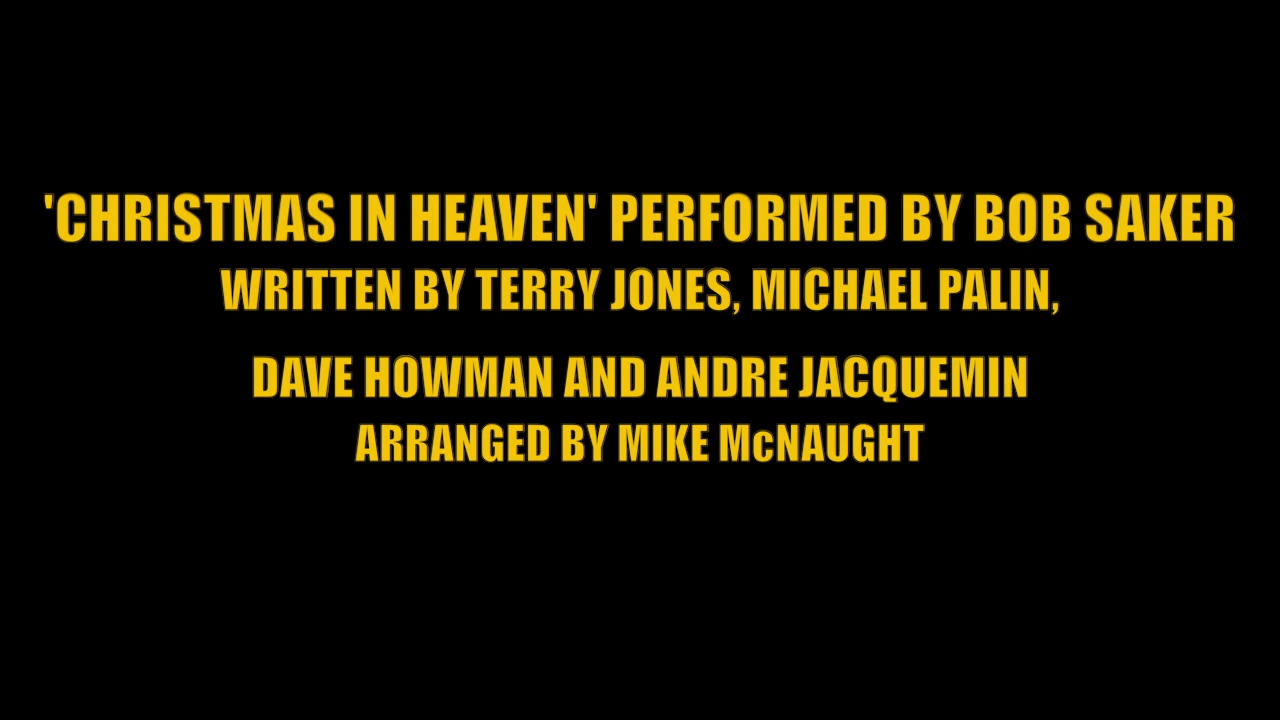 'CHRISTMAS IN HEAVEN' PERFORMED BY BOB SAKER
WRITTEN BY TERRY JONES, MICHAEL PALIN,
DAVE HOWMAN AND ANDRE JACQUEMIN
ARRANGED BY MIKE McNAUGHT